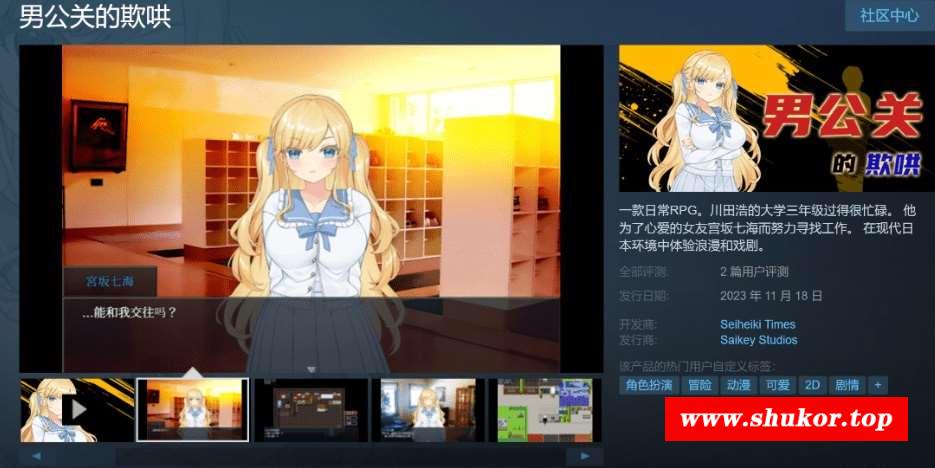 男公关的欺哄
社区中心
宮坂七海
...能和我交往吗？
男公关
的 欺哄
一款日常RPG。川田浩的大学三年级过得很忙碌。 他
为了心爱的女友宫坂七海而努力寻找工作。 在现代日
本环境中体验浪漫和戏剧。
全部评测: 2 篇用户评测
发行日期: 2023 年 11 月 18 日
开发商: Seiheiki Times
发行商: Saikey Studios
该产品的热门用户自定义标签:
角色扮演 冒险 动漫 可爱 2D 剧情 +
www.shukor.top